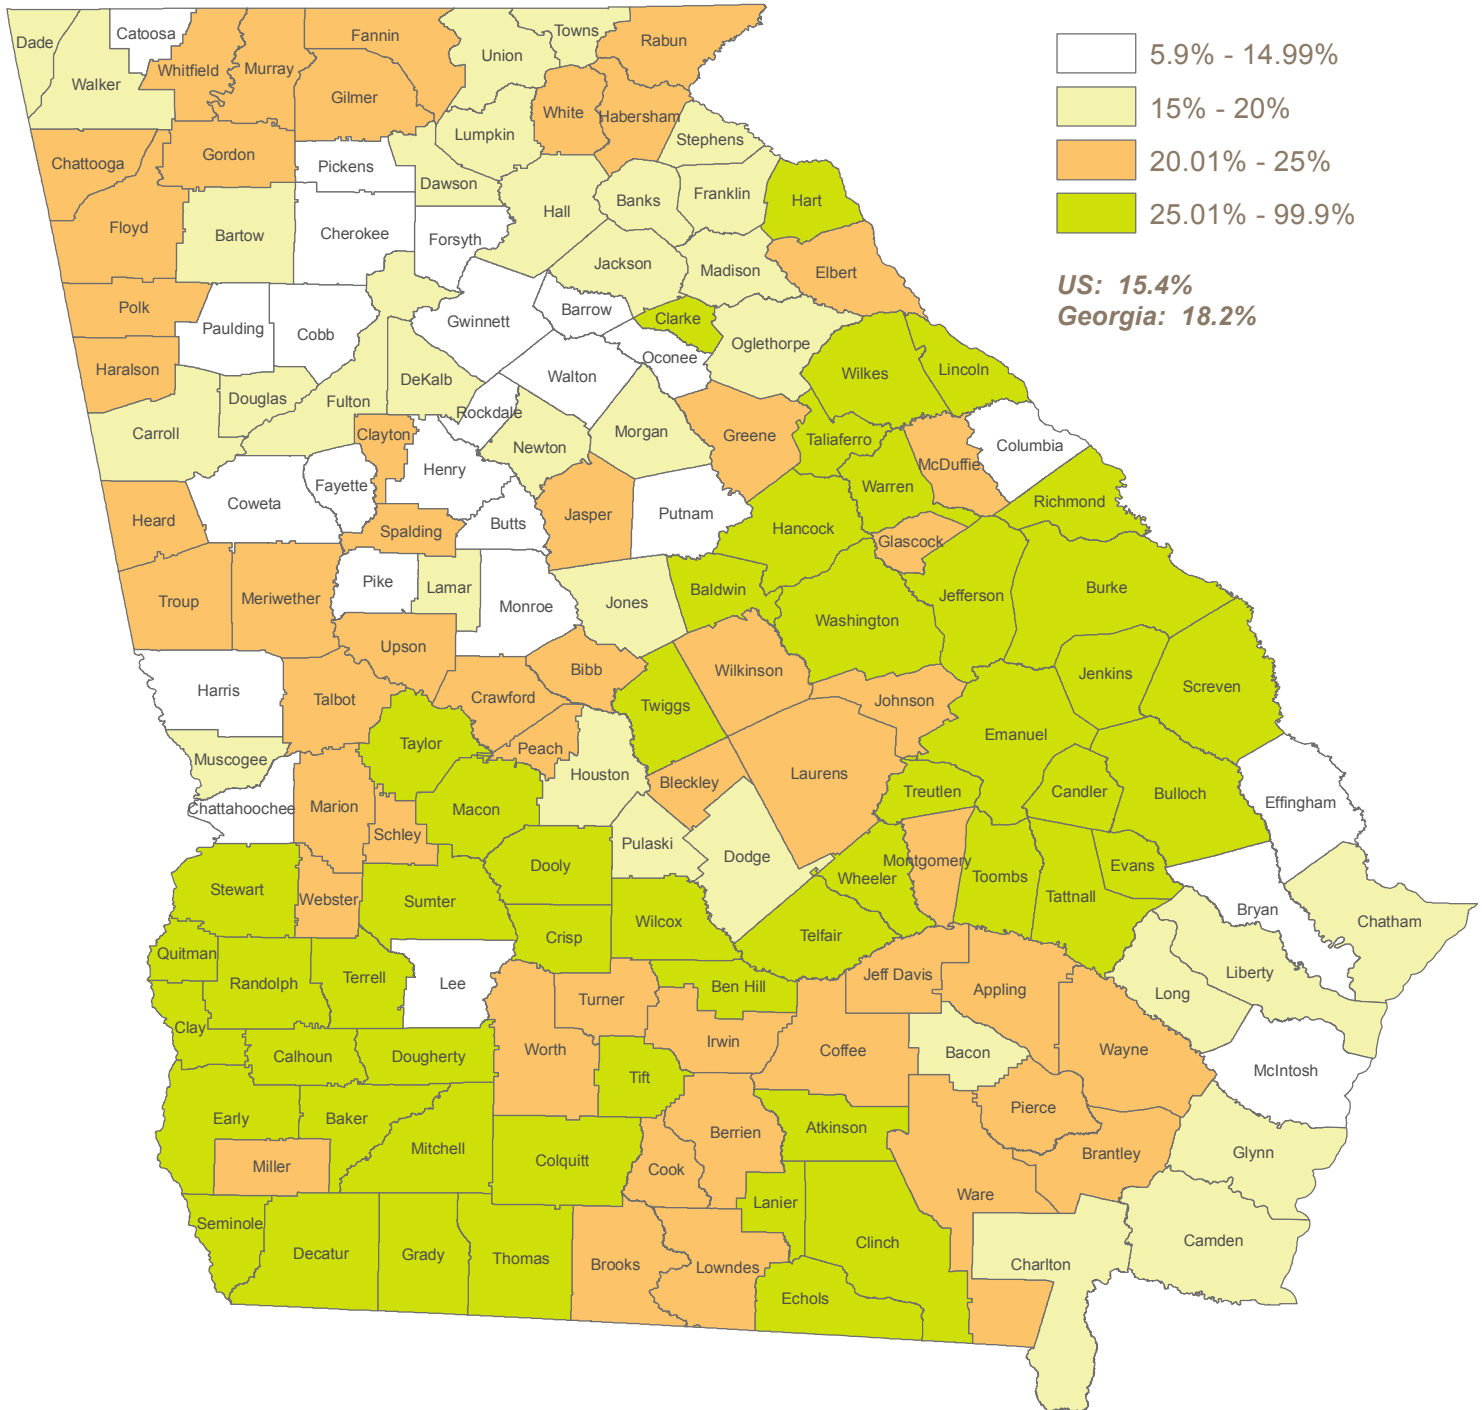 5.9% - 14.99%
15% - 20%
20.01% - 25%
25.01% - 99.9%
US: 15.4%
Georgia: 18.2%
Dade
Catoosa
Walker
Whitfield
Murray
Fannin
Gilmer
Union
Towns
Rabun
White
Habersham
Lumpkin
Stephens
Chattooga
Gordon
Pickens
Dawson
Hall
Banks
Franklin
Hart
Floyd
Bartow
Cherokee
Forsyth
Jackson
Madison
Elbert
Polk
Paulding
Cobb
Gwinnett
Barrow
Clarke
Oconee
Oglethorpe
Wilkes
Lincoln
Haralson
Douglas
Fulton
DeKalb
Rockdale
Walton
Carroll
Clayton
Henry
Newton
Morgan
Greene
Taliaferro
McDuffie
Columbia
Coweta
Fayette
Warren
Richmond
Heard
Spalding
Butts
Jasper
Putnam
Hancock
Glascock
Troup
Meriwether
Pike
Lamar
Monroe
Jones
Baldwin
Washington
Jefferson
Burke
Upson
Bibb
Wilkinson
Jenkins
Screven
Harris
Talbot
Crawford
Twiggs
Johnson
Emanuel
Muscogee
Taylor
Peach
Houston
Bleckley
Laurens
Treutlen
Candler
Bulloch
Effingham
Chattahoochee
Marion
Schley
Macon
Pulaski
Dodge
Dooly
Wheeler
Montgomery
Toombs
Evans
Tattnall
Stewart
Webster
Sumter
Crisp
Wilcox
Telfair
Bryan
Chatham
Quitman
Randolph
Terrell
Lee
Turner
Ben Hill
Jeff Davis
Appling
Liberty
Long
Clay
Calhoun
Dougherty
Worth
Irwin
Coffee
Bacon
Wayne
McIntosh
Tift
Early
Baker
Mitchell
Colquitt
Berrien
Atkinson
Pierce
Brantley
Glynn
Miller
Cook
Ware
Seminole
Decatur
Grady
Thomas
Brooks
Lowndes
Lanier
Clinch
Echols
Charlton
Camden